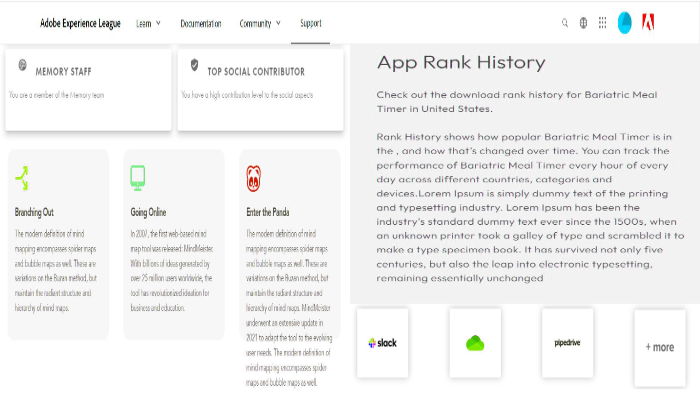 Adobe Experience League Learn Documentation Community Support
MEMORY STAFF
You are a member of the Memory team
TOP SOCIAL CONTRIBUTOR
You have a high contribution level to the social aspects
Branching Out
The modern definition of mind
mapping encompasses spider maps
and bubble maps as well. These are
variations on the Buzan method, but
maintain the radiant structure and
hierarchy of mind maps.
Going Online
In 2007, the first web-based mind
map tool was released: MindMeister.
With billions of ideas generated by
over 25 million users worldwide, the
tool has revolutionized ideation for
business and education.
Enter the Panda
The modern definition of mind
mapping encompasses spider maps
and bubble maps as well. These are
variations on the Buzan method, but
maintain the radiant structure and
hierarchy of mind maps. MindMeister
underwent an extensive update in
2021 to adapt the tool to the evolving
user needs. The modern definition of
mind mapping encompasses spider
maps and bubble maps as well.
App Rank History
Check out the download rank history for Bariatric Meal
Timer in United States.
Rank History shows how popular Bariatric Meal Timer is in
the , and how that's changed over time. You can track the
performance of Bariatric Meal Timer every hour of every
day across different countries, categories and
devices.Lorem Ipsum is simply dummy text of the printing
and typesetting industry. Lorem Ipsum has been the
industry's standard dummy text ever since the 1500s, when
an unknown printer took a galley of type and scrambled it to
make a type specimen book. It has survived not only five
centuries, but also the leap into electronic typesetting,
remaining essentially unchanged
slack
pipedrive
+ more